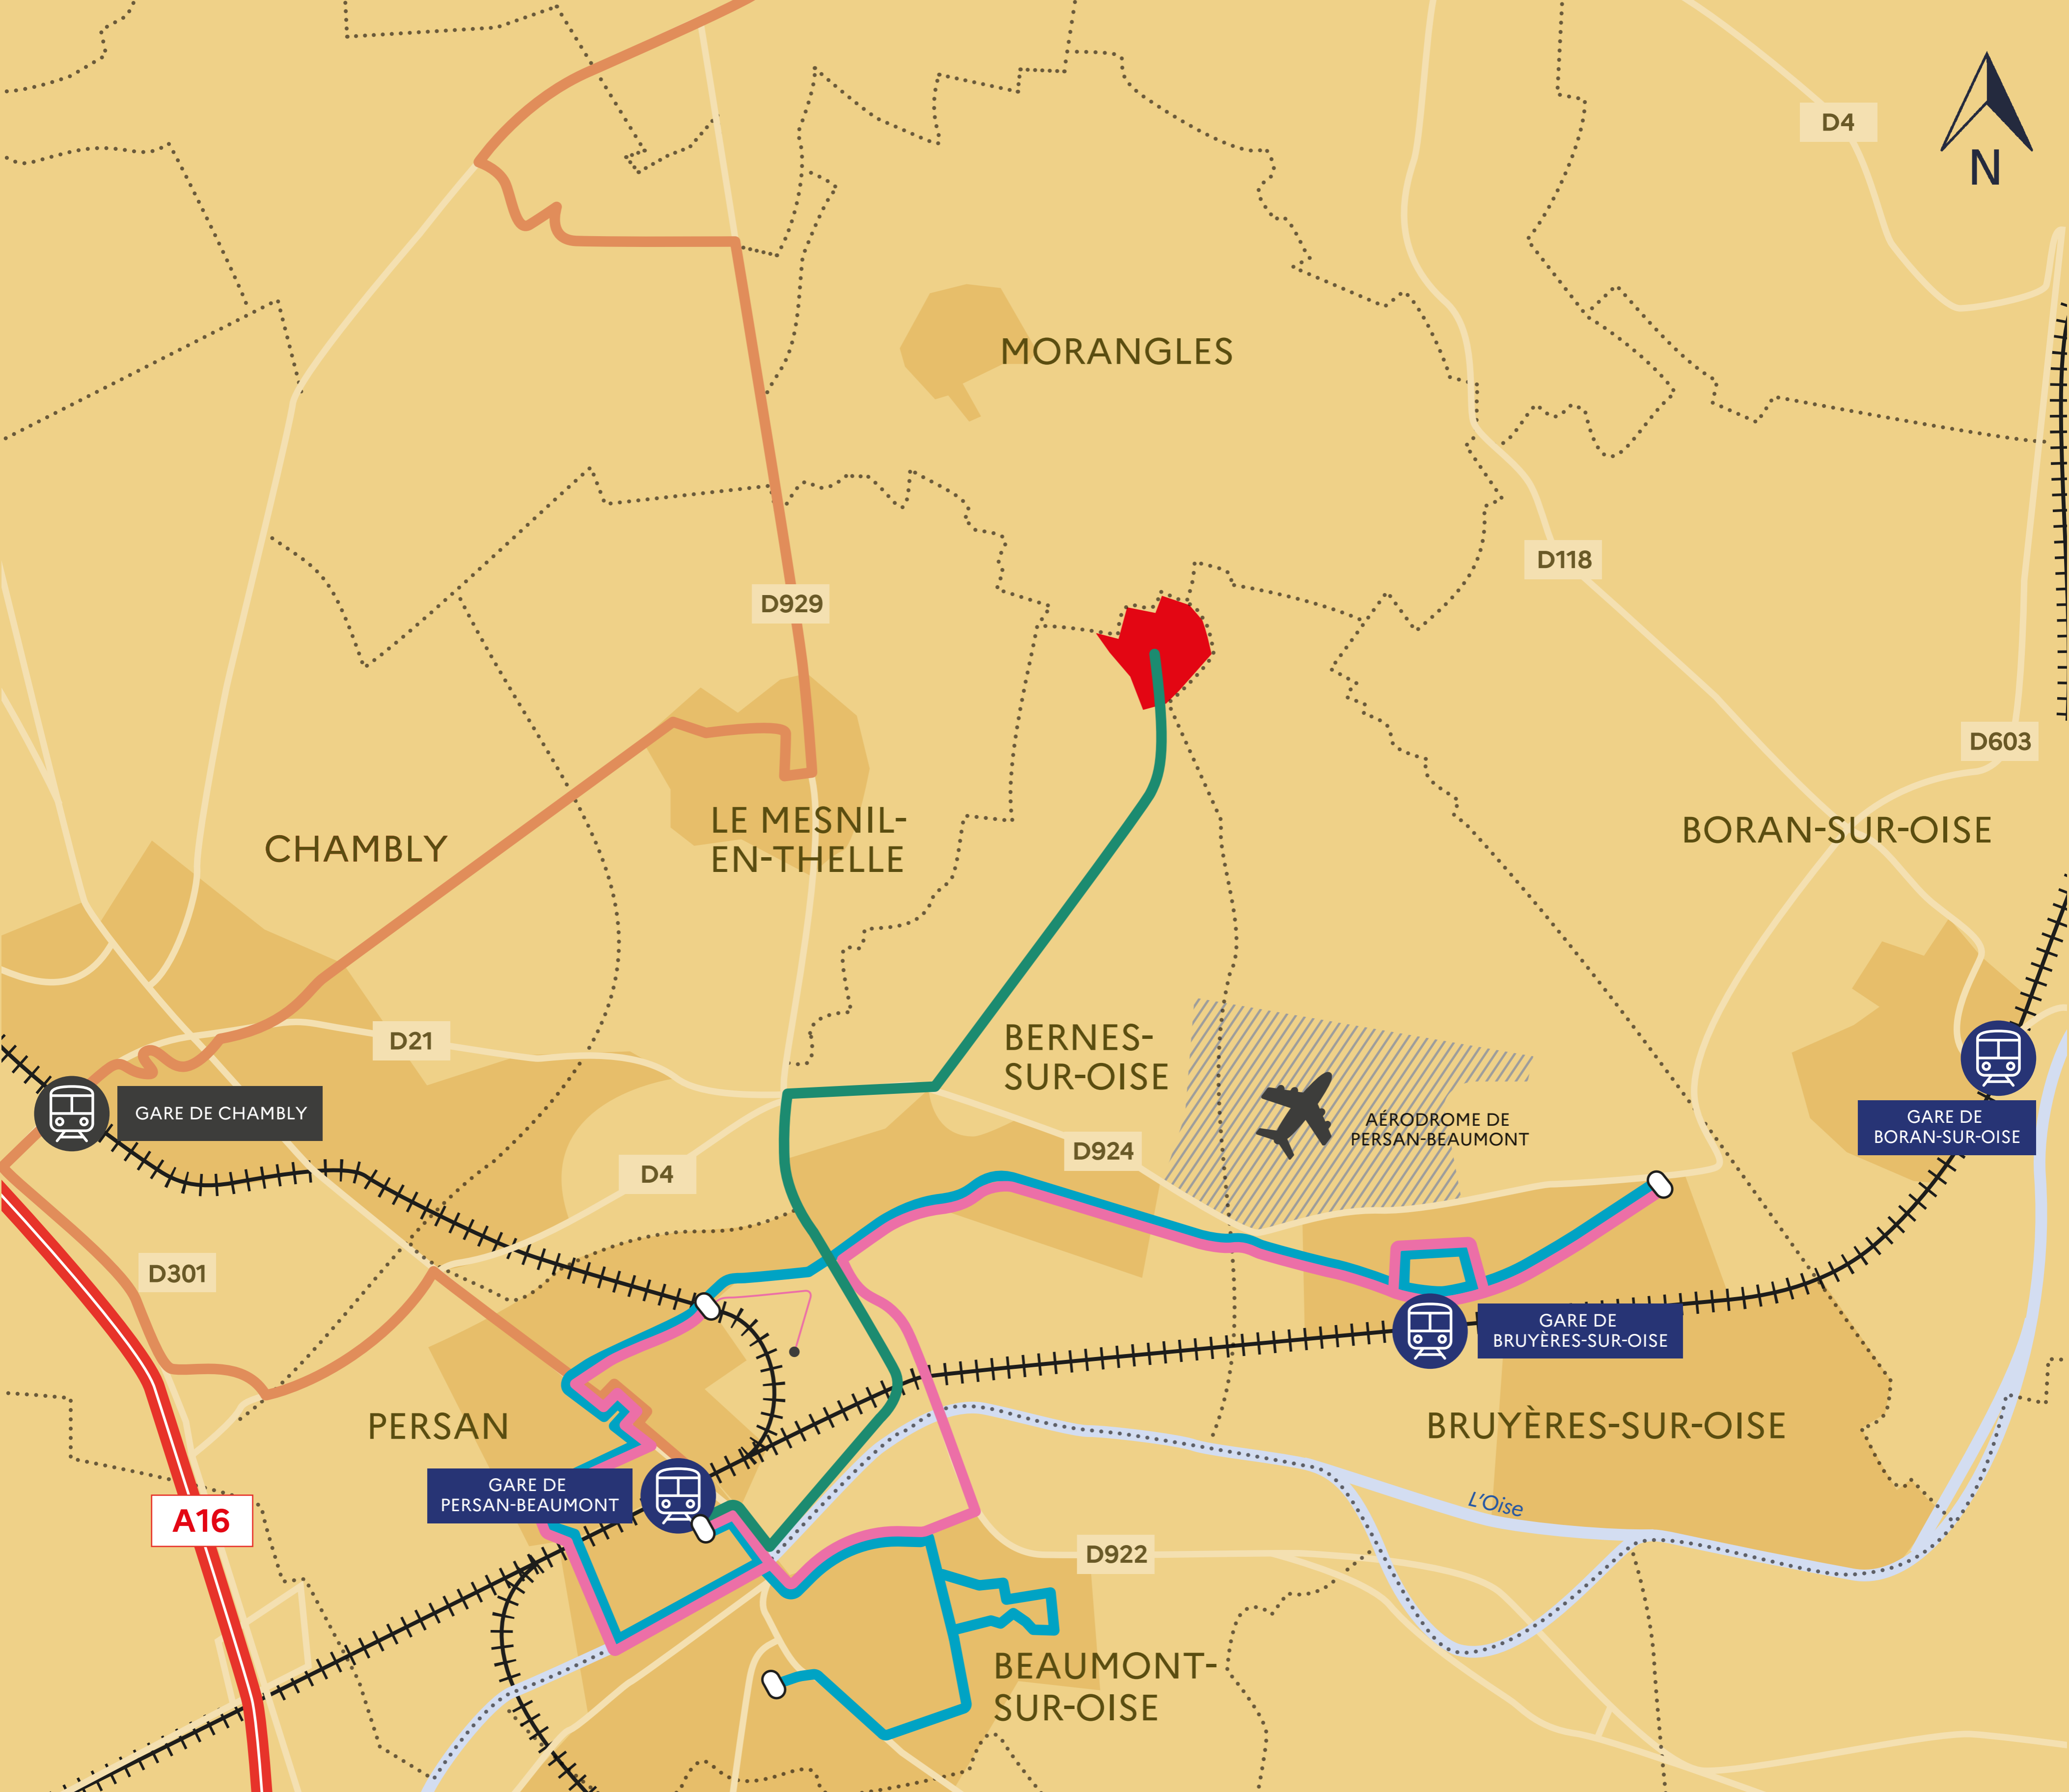 D4
N
MORANGLES
D118
D929
D603
LE MESNIL-
EN-THELLE
CHAMBLY
BORAN-SUR-OISE
D21
BERNES-
SUR-OISE
GARE DE CHAMBLY
AÉRODROME DE
PERSAN-BEAUMONT
GARE DE
BORAN-SUR-OISE
D924
D4
D301
GARE DE
BRUYÈRES-SUR-OISE
PERSAN
BRUYÈRES-SUR-OISE
GARE DE
PERSAN-BEAUMONT
L'Oise
A16
D922
BEAUMONT-
SUR-OISE